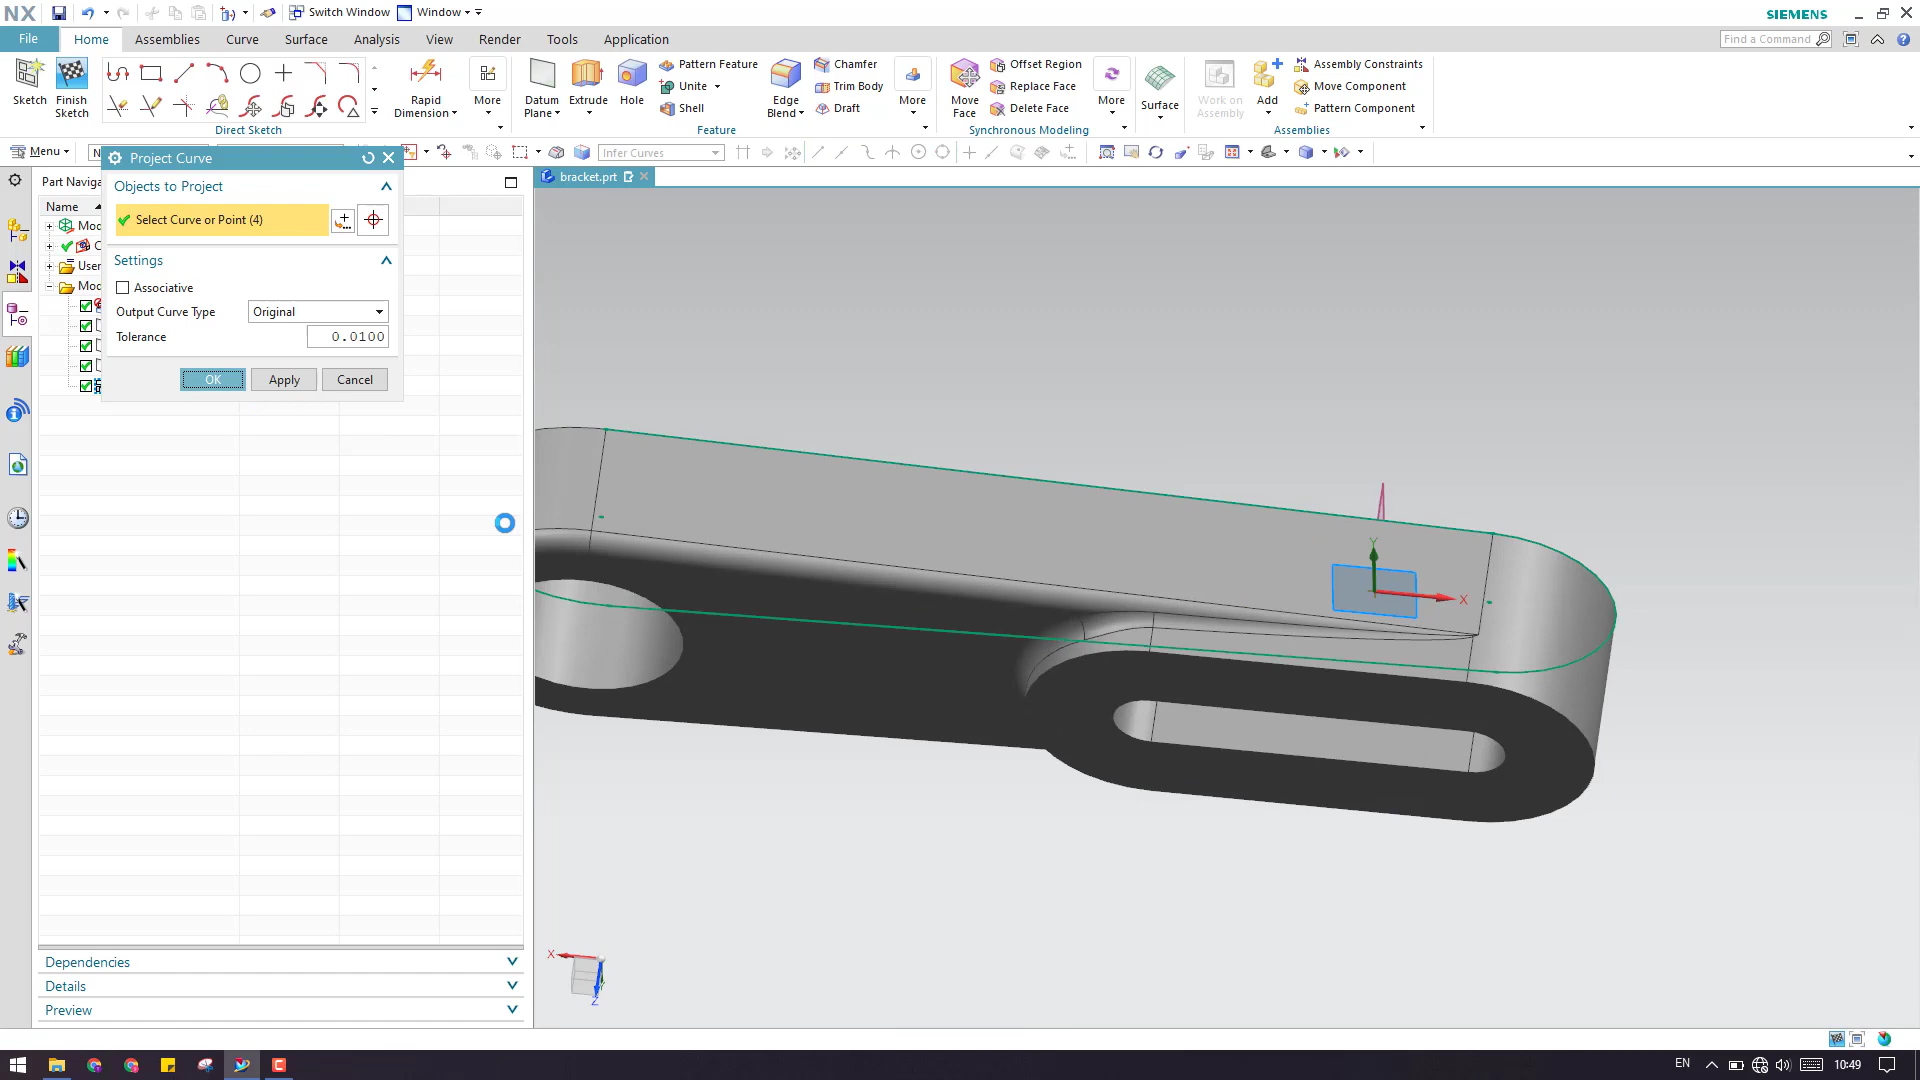 NX
Switch Window
Window
SIEMENS
File
Home
Assemblies
Curve
Surface
Analysis
View
Render
Tools
Application
Find a Command
Sketch
Finish Sketch
Rapid Dimension
More
Direct Sketch
Datum Plane
Extrude
Hole
Pattern Feature
Unite
Shell
Edge Blend
Chamfer
Trim Body
Draft
More
Feature
Move Face
Offset Region
Replace Face
Delete Face
More
Synchronous Modeling
Surface
Work on Assembly
Add
Assembly Constraints
Move Component
Pattern Component
Assemblies
Menu
N
Infer Curves
Project Curve
Objects to Project
Select Curve or Point (4)
Settings
Associative
Output Curve Type
Original
Tolerance
0.0100
OK
Apply
Cancel
Part Naviga
Name
Mod
C
User
Mod
bracket.prt
Y
X
X
Z
Dependencies
Details
Preview
EN
10:49